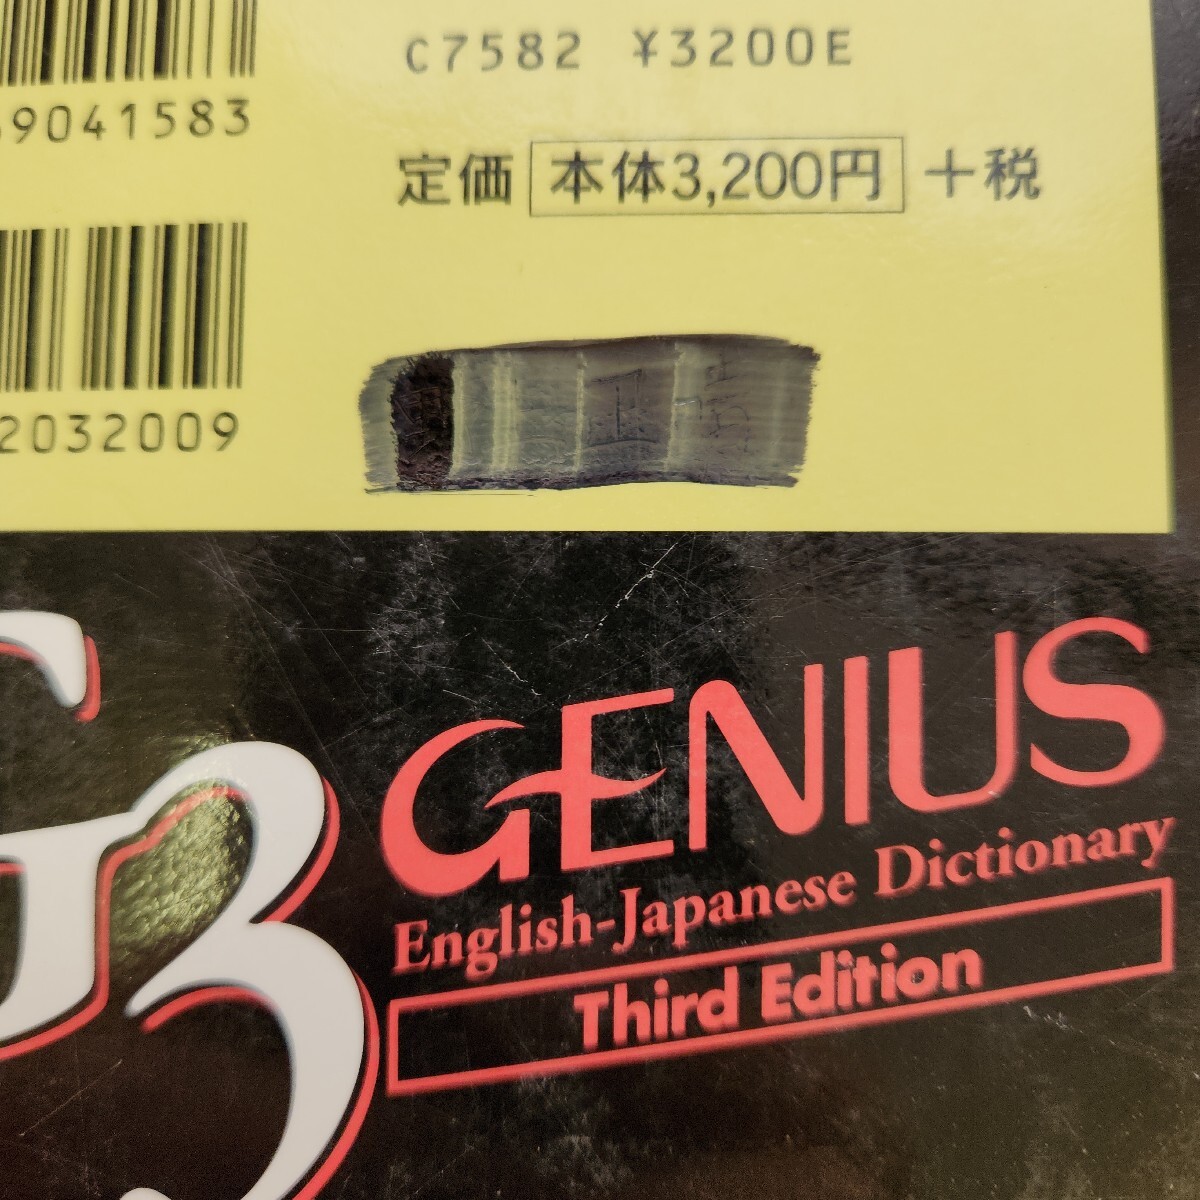 C7582 ¥3200E
9041583
定価 本体3,200円 +税
2032009
G3
GENIUS
English-Japanese Dictionary
Third Edition